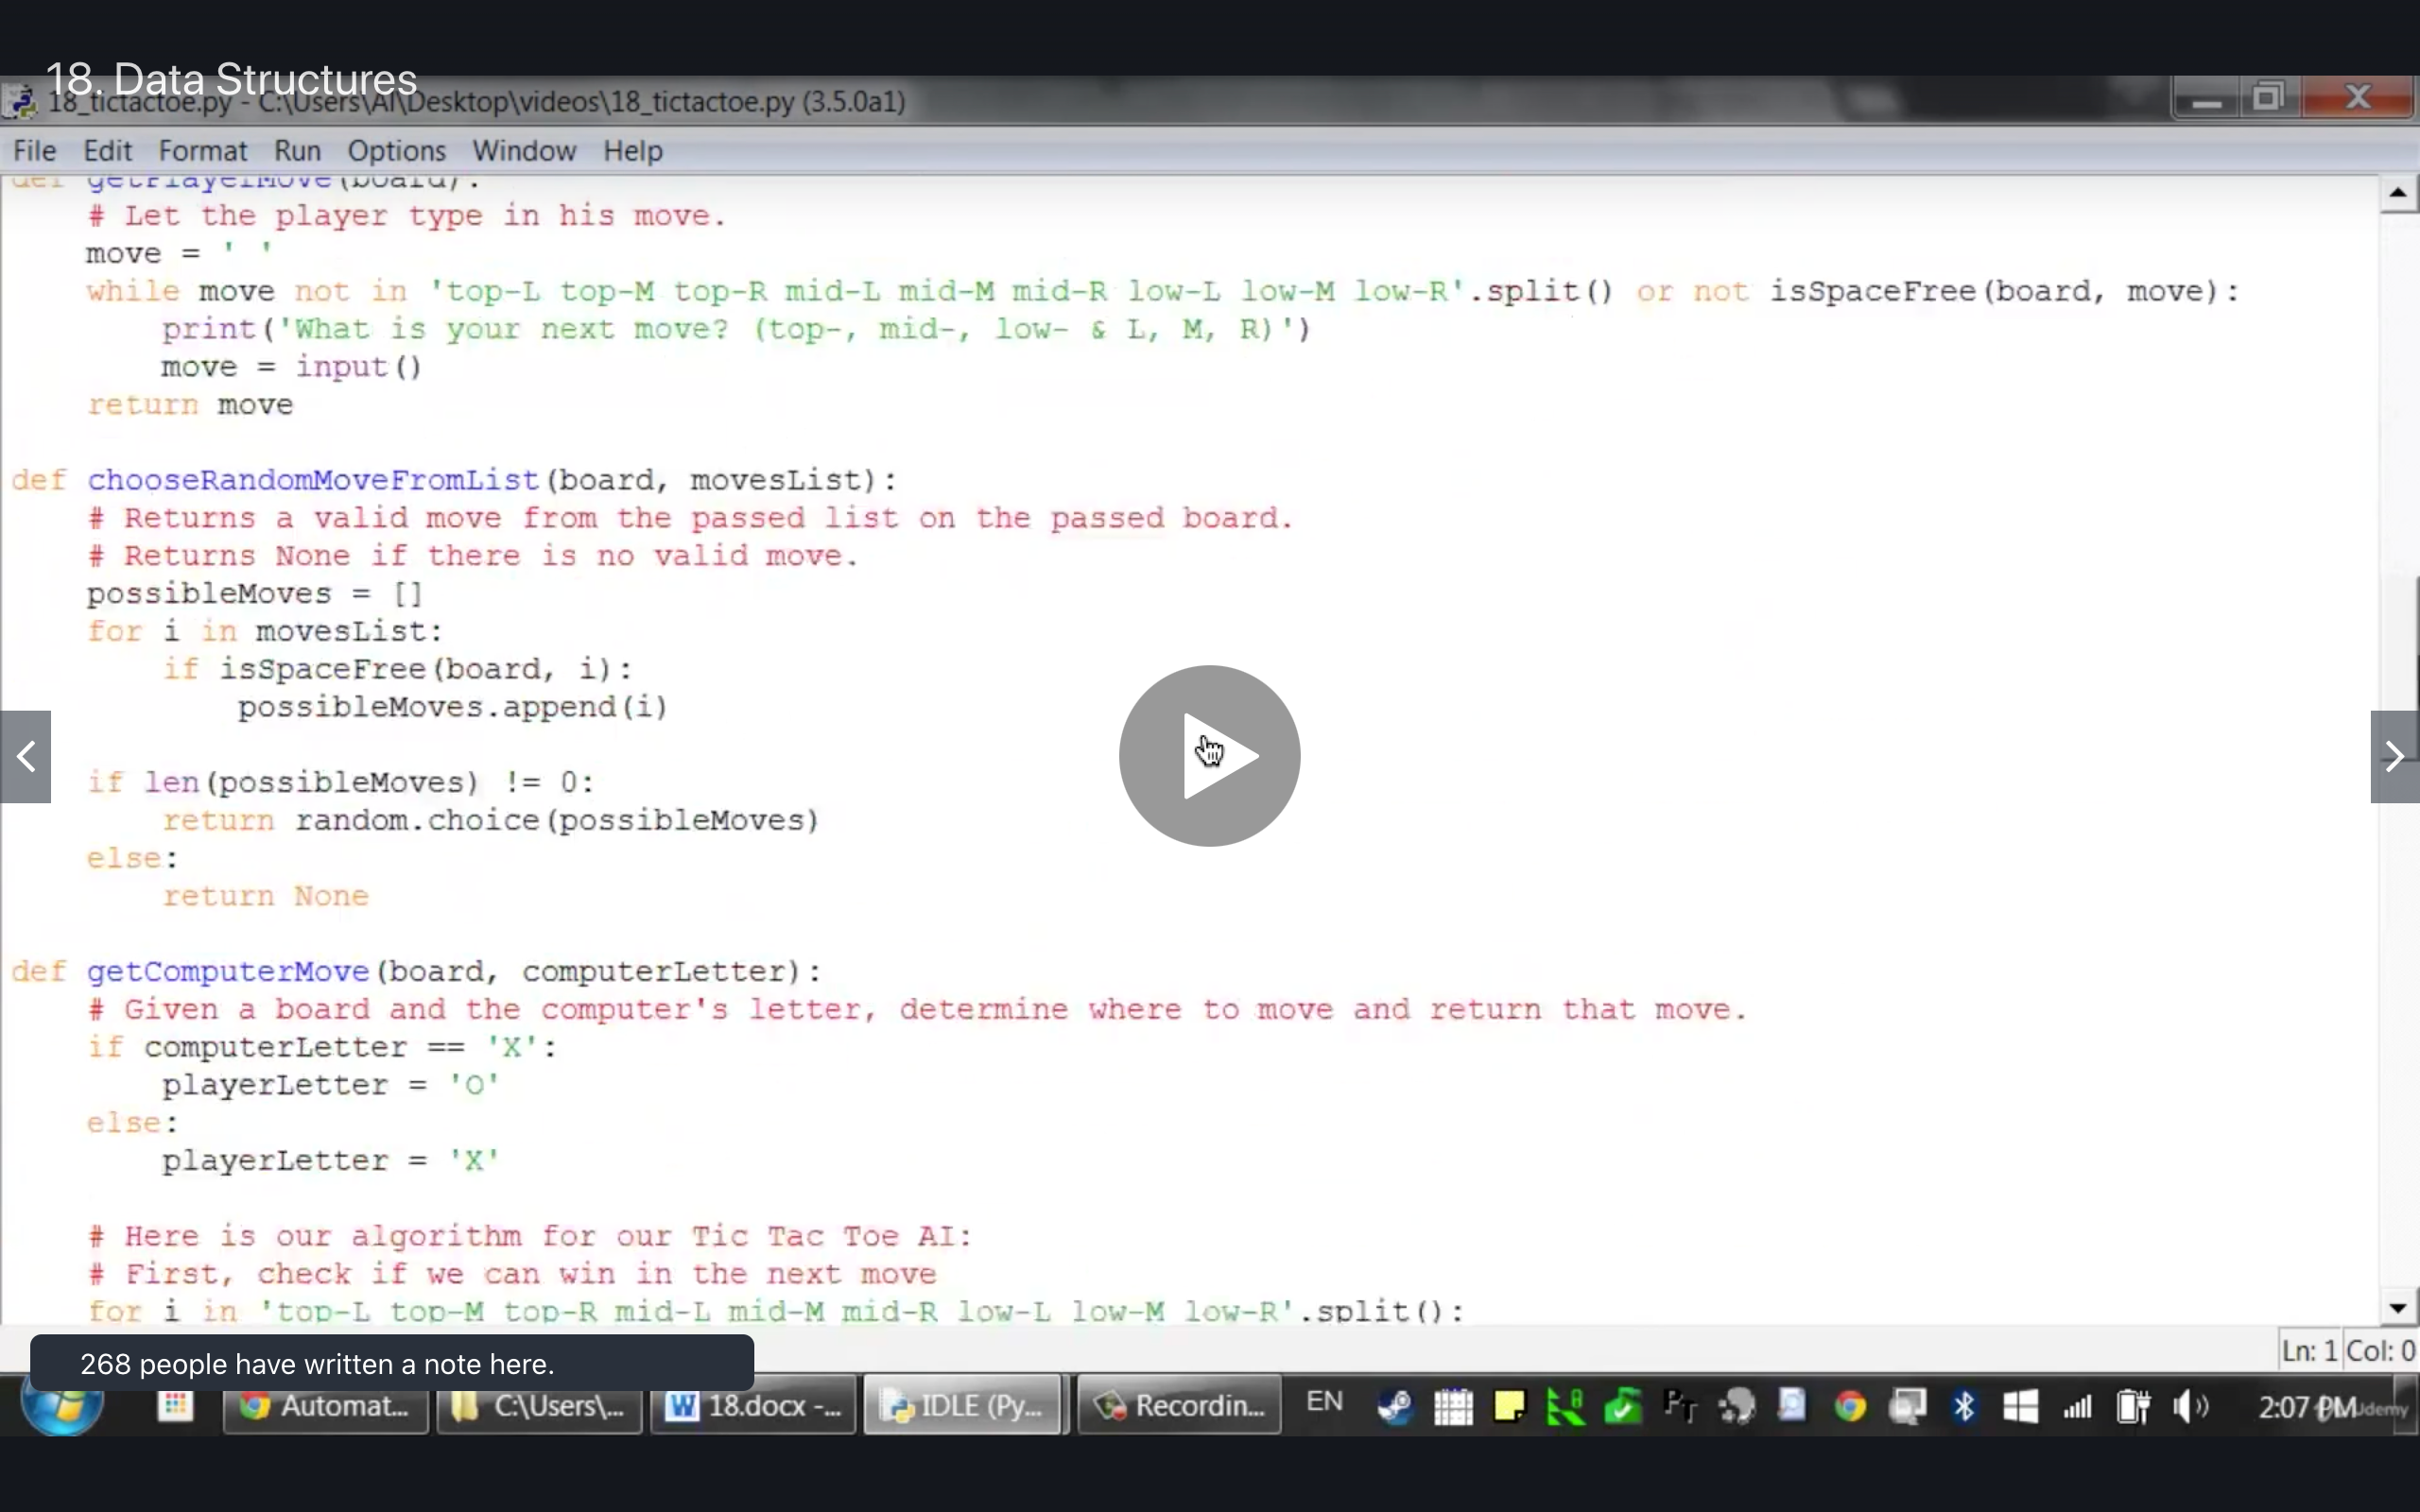 18. Data Structures
18_tictactoe.py - C:\Users\Al\Desktop\videos\18_tictactoe.py (3.5.0a1)
File Edit Format Run Options Window Help
def getPlayerMove(board):
    # Let the player type in his move.
    move = ' '
    while move not in 'top-L top-M top-R mid-L mid-M mid-R low-L low-M low-R'.split() or not isSpaceFree(board, move):
        print('What is your next move? (top-, mid-, low- & L, M, R)')
        move = input()
    return move
def chooseRandomMoveFromList(board, movesList):
    # Returns a valid move from the passed list on the passed board.
    # Returns None if there is no valid move.
    possibleMoves = []
    for i in movesList:
        if isSpaceFree(board, i):
            possibleMoves.append(i)
    if len(possibleMoves) != 0:
        return random.choice(possibleMoves)
    else:
        return None
def getComputerMove(board, computerLetter):
    # Given a board and the computer's letter, determine where to move and return that move.
    if computerLetter == 'X':
        playerLetter = 'O'
    else:
        playerLetter = 'X'
    # Here is our algorithm for our Tic Tac Toe AI:
    # First, check if we can win in the next move
    for i in 'top-L top-M top-R mid-L mid-M mid-R low-L low-M low-R'.split():
Ln: 1 Col: 0
268 people have written a note here.
Automat... C:\Users\... 18.docx -... IDLE (Py... Recordin... EN 2:07 PM Udemy